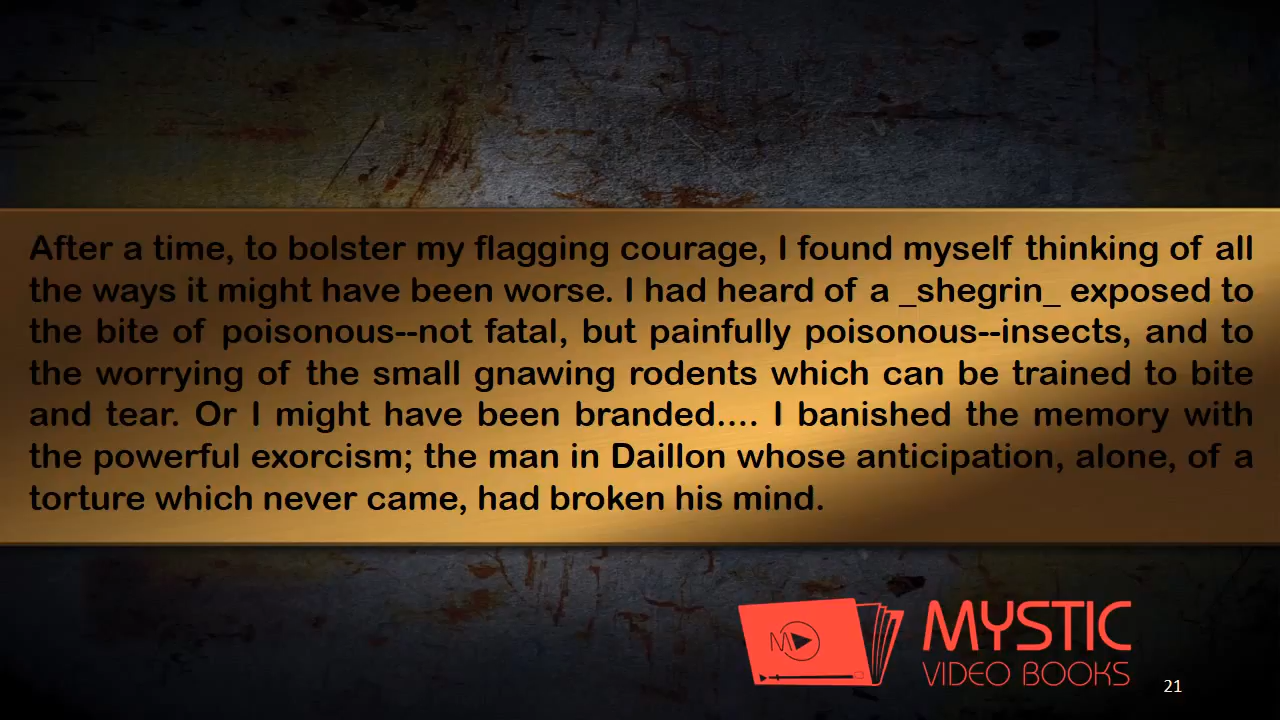 After a time, to bolster my flagging courage, I found myself thinking of all
the ways it might have been worse. I had heard of a _shegrin_ exposed to
the bite of poisonous--not fatal, but painfully poisonous--insects, and to
the worrying of the small gnawing rodents which can be trained to bite
and tear. Or I might have been branded.... I banished the memory with
the powerful exorcism; the man in Daillon whose anticipation, alone, of a
torture which never came, had broken his mind.
MYSTIC
VIDEO BOOKS
21